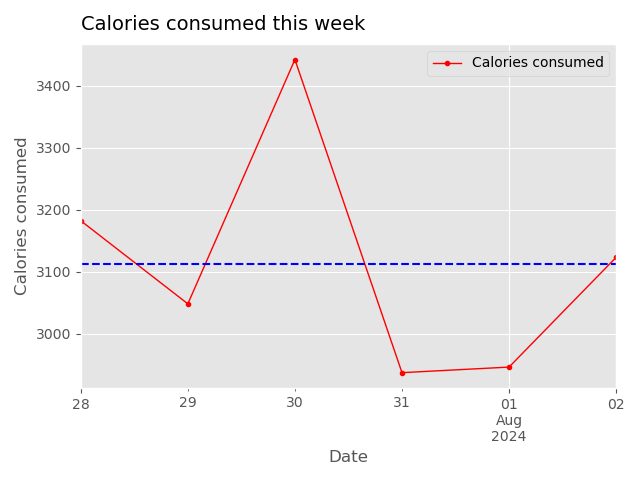 Calories consumed this week
Calories consumed
3400
3300
3200
3100
3000
Calories consumed
28
29
30
31
01
02
Aug
2024
Date